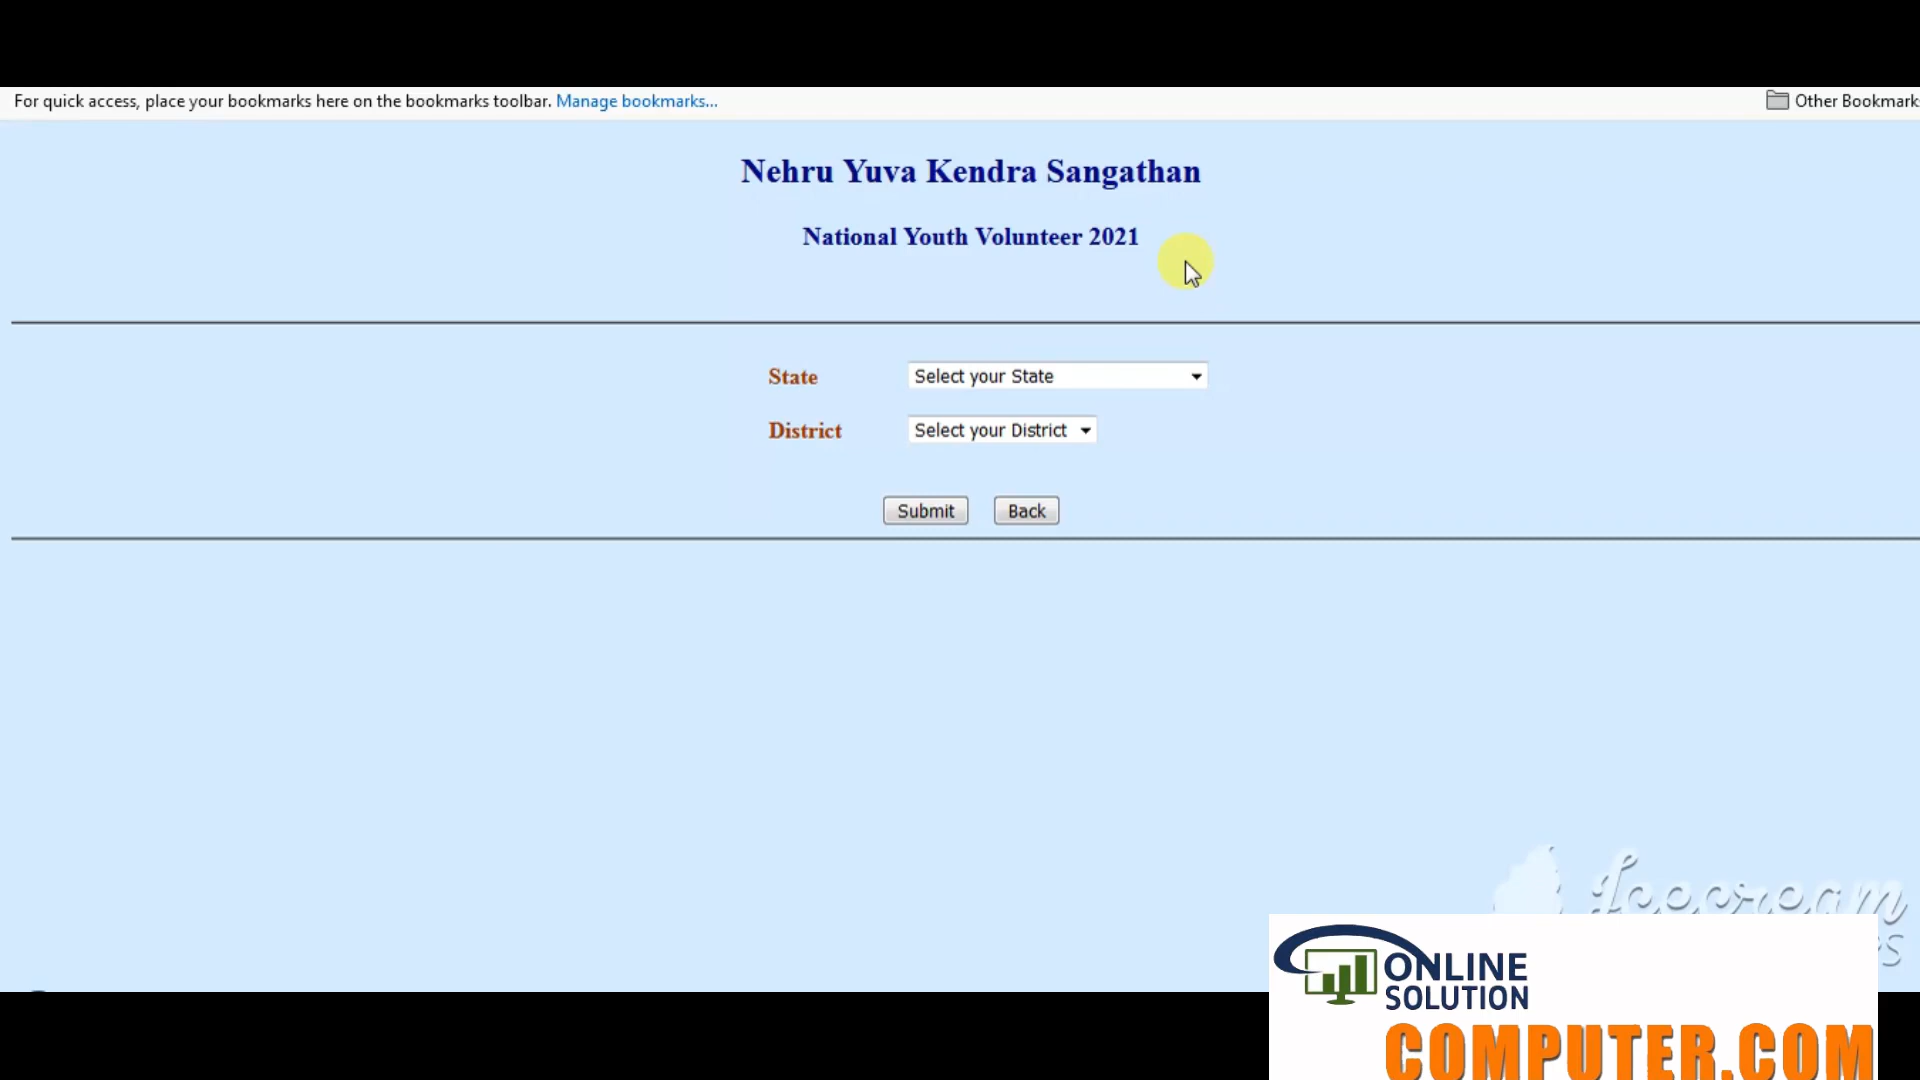 For quick access, place your bookmarks here on the bookmarks toolbar. Manage bookmarks...
Other Bookmark
Nehru Yuva Kendra Sangathan
National Youth Volunteer 2021
State
Select your State
District
Select your District
Submit
Back
Icecream
ONLINE
SOLUTION
COMPUTER.COM